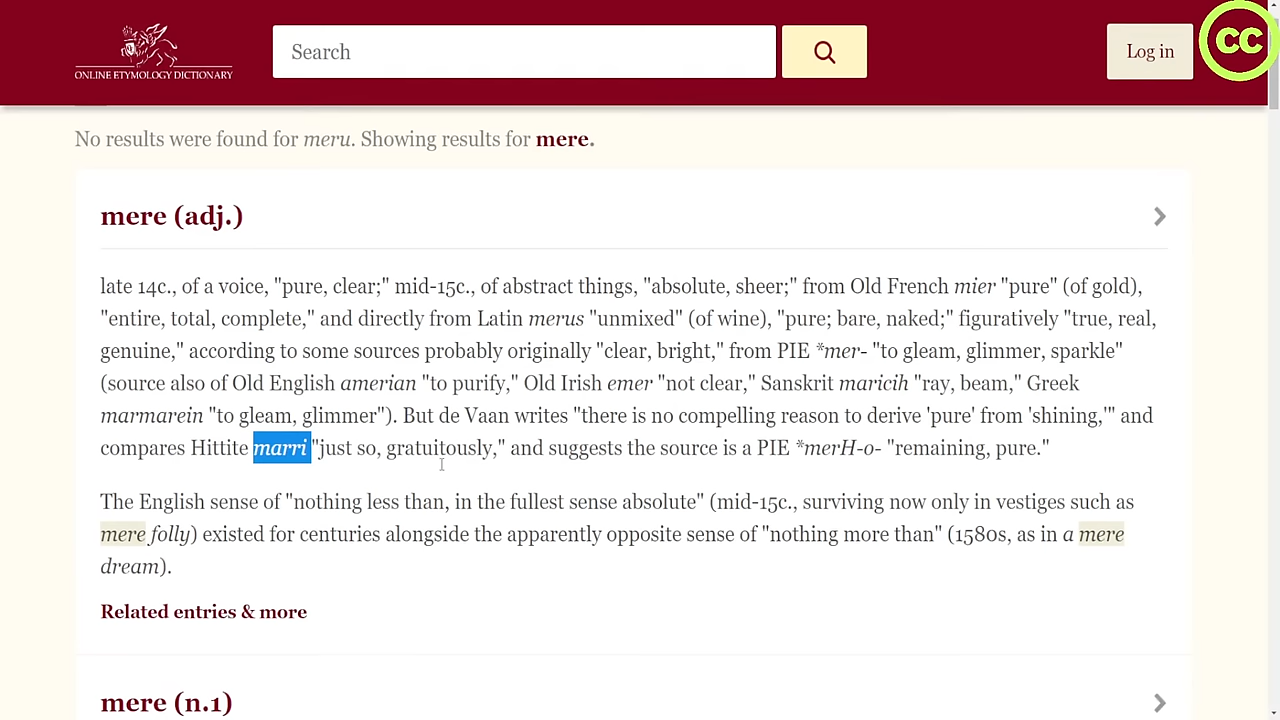 ONLINE ETYMOLOGY DICTIONARY
Search
Log in
CC
No results were found for meru. Showing results for mere.
mere (adj.)
late 14c., of a voice, "pure, clear;" mid-15c., of abstract things, "absolute, sheer;" from Old French mier "pure" (of gold),
"entire, total, complete," and directly from Latin merus "unmixed" (of wine), "pure; bare, naked;" figuratively "true, real,
genuine," according to some sources probably originally "clear, bright," from PIE *mer- "to gleam, glimmer, sparkle"
(source also of Old English amerian "to purify," Old Irish emer "not clear," Sanskrit maricih "ray, beam," Greek
marmarein "to gleam, glimmer"). But de Vaan writes "there is no compelling reason to derive 'pure' from 'shining,'" and
compares Hittite marri "just so, gratuitously," and suggests the source is a PIE *merH-o- "remaining, pure."
The English sense of "nothing less than, in the fullest sense absolute" (mid-15c., surviving now only in vestiges such as
mere folly) existed for centuries alongside the apparently opposite sense of "nothing more than" (1580s, as in a mere
dream).
Related entries & more
mere (n.1)